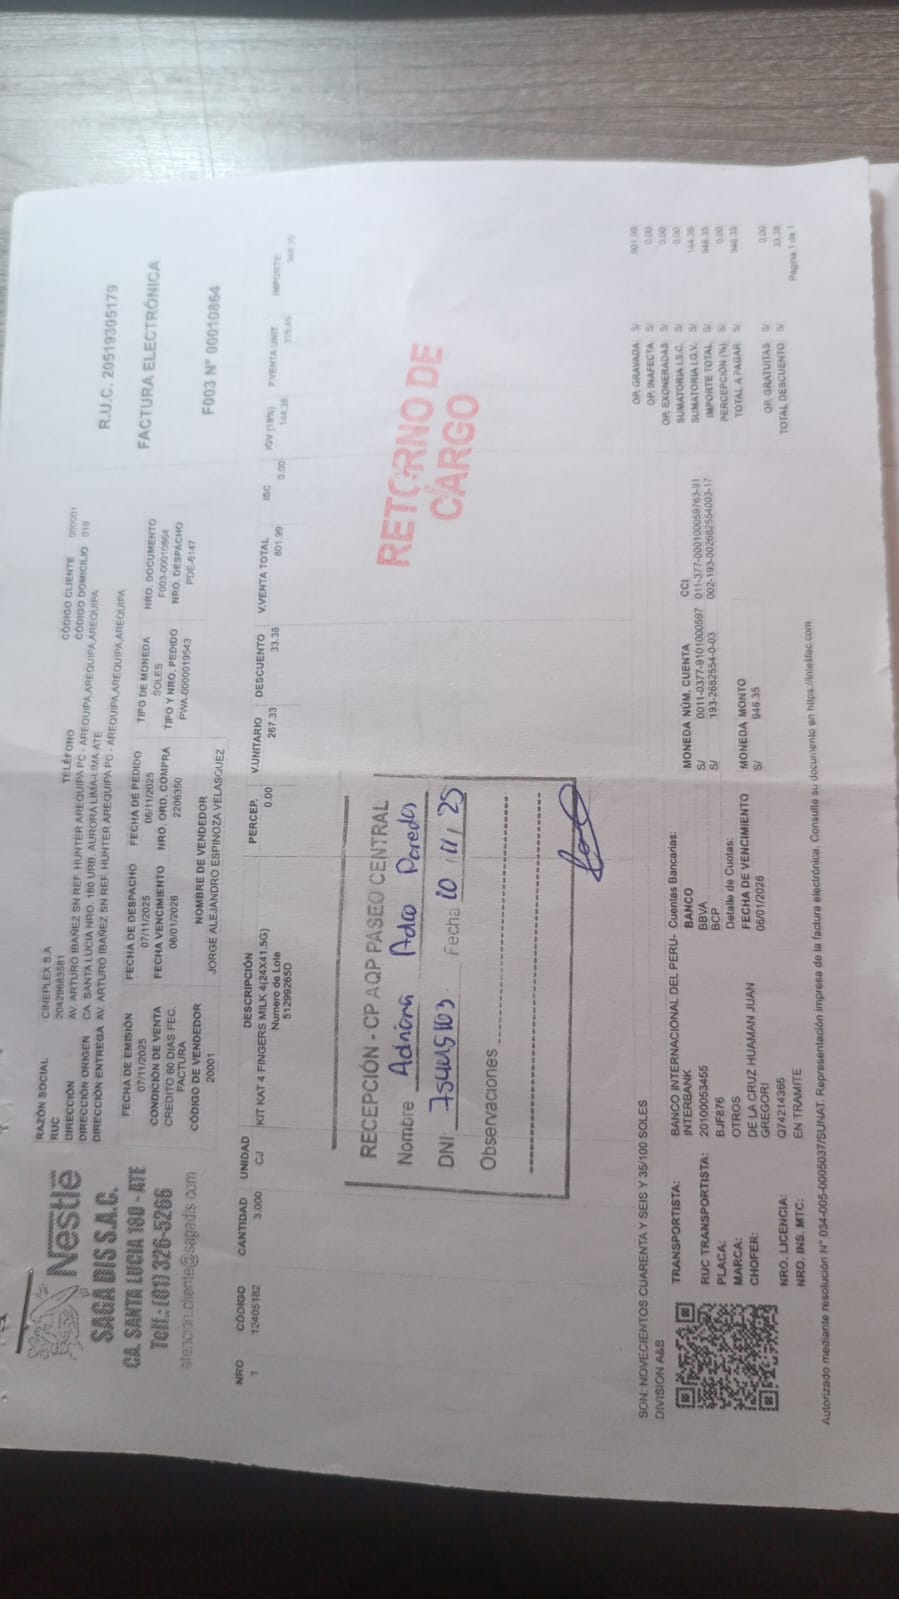 Nestlé
SAGADIS S.A.C.
CA. SANTA LUCIA 180 - ATE
Telf.: (01) 326-5266
atencion.cliente@sagadis.com
R.U.C. 20519305179
FACTURA ELECTRÓNICA
F003 N° 00010864
RAZÓN SOCIAL CINEPLEX S.A
RUC 20429683581
TELÉFONO
CÓDIGO CLIENTE 000001
DIRECCIÓN AV. ARTURO IBAÑEZ SN REF. HUNTER AREQUIPA PC - AREQUIPA,AREQUIPA,AREQUIPA
CÓDIGO DOMICILIO 019
DIRECCIÓN ORIGEN CA. SANTA LUCIA NRO. 180 URB. AURORA LIMA-LIMA-ATE
DIRECCIÓN ENTREGA AV. ARTURO IBAÑEZ SN REF. HUNTER AREQUIPA PC - AREQUIPA,AREQUIPA,AREQUIPA
FECHA DE EMISIÓN FECHA DE DESPACHO FECHA DE PEDIDO TIPO DE MONEDA NRO. DOCUMENTO
07/11/2025 07/11/2025 06/11/2025 SOLES F003-00010864
CONDICIÓN DE VENTA FECHA VENCIMIENTO NRO. ORD. COMPRA TIPO Y NRO. PEDIDO NRO. DESPACHO
CREDITO 60 DIAS FEC. FACTURA 06/01/2026 2206350 PWA-0000019543 PDE-6147
CÓDIGO DE VENDEDOR NOMBRE DE VENDEDOR
20001 JORGE ALEJANDRO ESPINOZA VELASQUEZ
NRO CÓDIGO CANTIDAD UNIDAD DESCRIPCIÓN PERCEP. V.UNITARIO DESCUENTO V.VENTA TOTAL ISC IGV (18%) P.VENTA UNIT IMPORTE
1 12405182 3.000 CJ KIT KAT 4 FINGERS MILK 4(24X41.5G) 0.00 267.33 33.38 801.99 0.00 144.36 315.45 946.35
Numero de Lote
51299265D
RETORNO DE
CARGO
RECEPCIÓN - CP AQP PASEO CENTRAL
Nombre Adriana Adco Paredes
DNI: Fecha 10/11/25
Observaciones
SON: NOVECIENTOS CUARENTA Y SEIS Y 35/100 SOLES
DIVISION A&B
TRANSPORTISTA: BANCO INTERNACIONAL DEL PERU- INTERBANK
RUC TRANSPORTISTA: 20100053455
PLACA: BJF876
MARCA: OTROS
CHOFER: DE LA CRUZ HUAMAN JUAN GREGORI
NRO. LICENCIA: Q74214365
NRO. INS. MTC: EN TRAMITE
Cuentas Bancarias:
BANCO MONEDA NÚM. CUENTA CCI
BBVA S/ 0011-0377-9101000597 011-377-000100059763-91
BCP S/ 193-2682554-0-03 002-193-002682554003-17
Detalle de Cuotas:
FECHA DE VENCIMIENTO MONEDA MONTO
06/01/2026 S/ 946.35
OP. GRAVADA S/ 801.99
OP. INAFECTA S/ 0.00
OP. EXONERADAS S/ 0.00
SUMATORIA I.S.C. S/ 0.00
SUMATORIA I.G.V. S/ 144.36
IMPORTE TOTAL S/ 946.35
PERCEPCIÓN (%) S/ 0.00
TOTAL A PAGAR S/ 946.35
OP. GRATUITAS S/ 0.00
TOTAL DESCUENTO S/ 33.38
Página 1 de 1
Autorizado mediante resolución N° 034-005-0005037/SUNAT. Representación impresa de la factura electrónica. Consulte su documento en https://intekfac.com